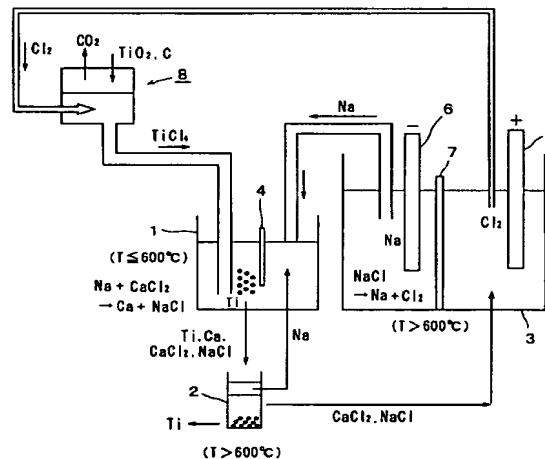 Cl₂
CO₂
TiO₂.C
8
TiCl₄
Na
−
6
+
7
4
1
(T≦600℃)
Na + CaCl₂
→ Ca + NaCl
Ti
Na
Cl₂
NaCl
→ Na + Cl₂
(T>600℃)
3
Ti.Ca.
CaCl₂.NaCl
Na
2
CaCl₂.NaCl
Ti
(T>600℃)